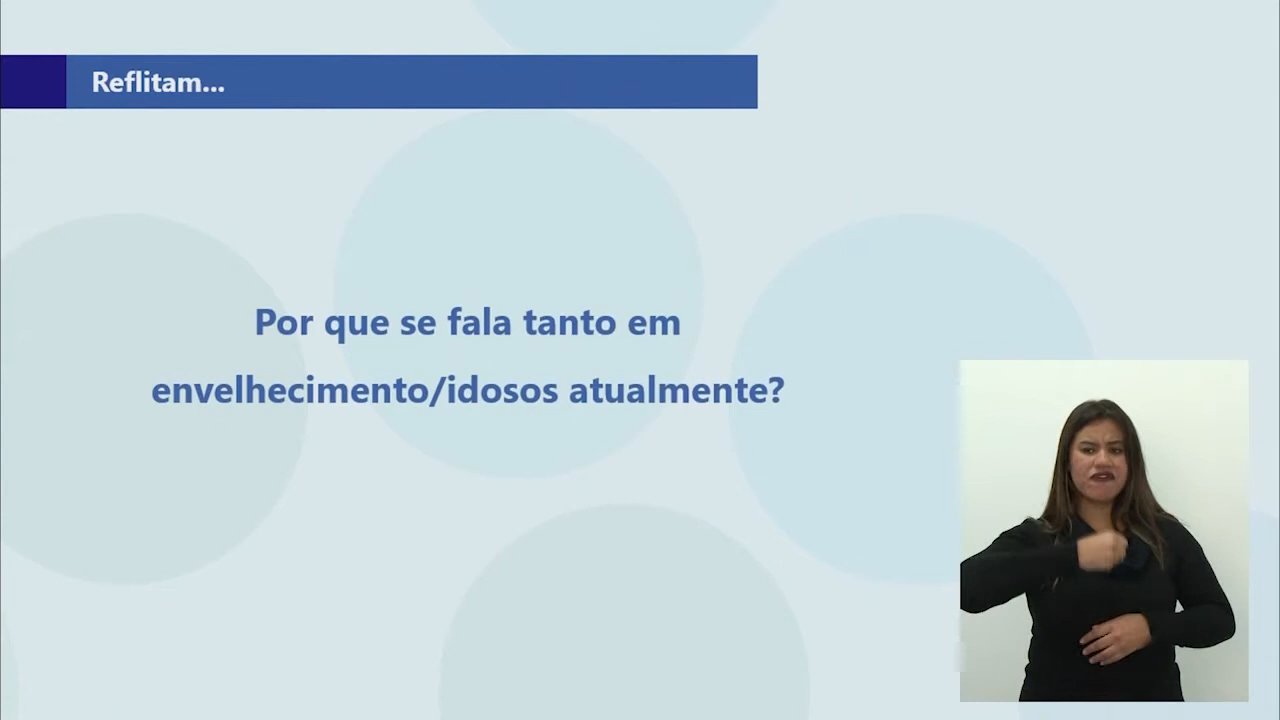 Reflitam...
Por que se fala tanto em
envelhecimento/idosos atualmente?